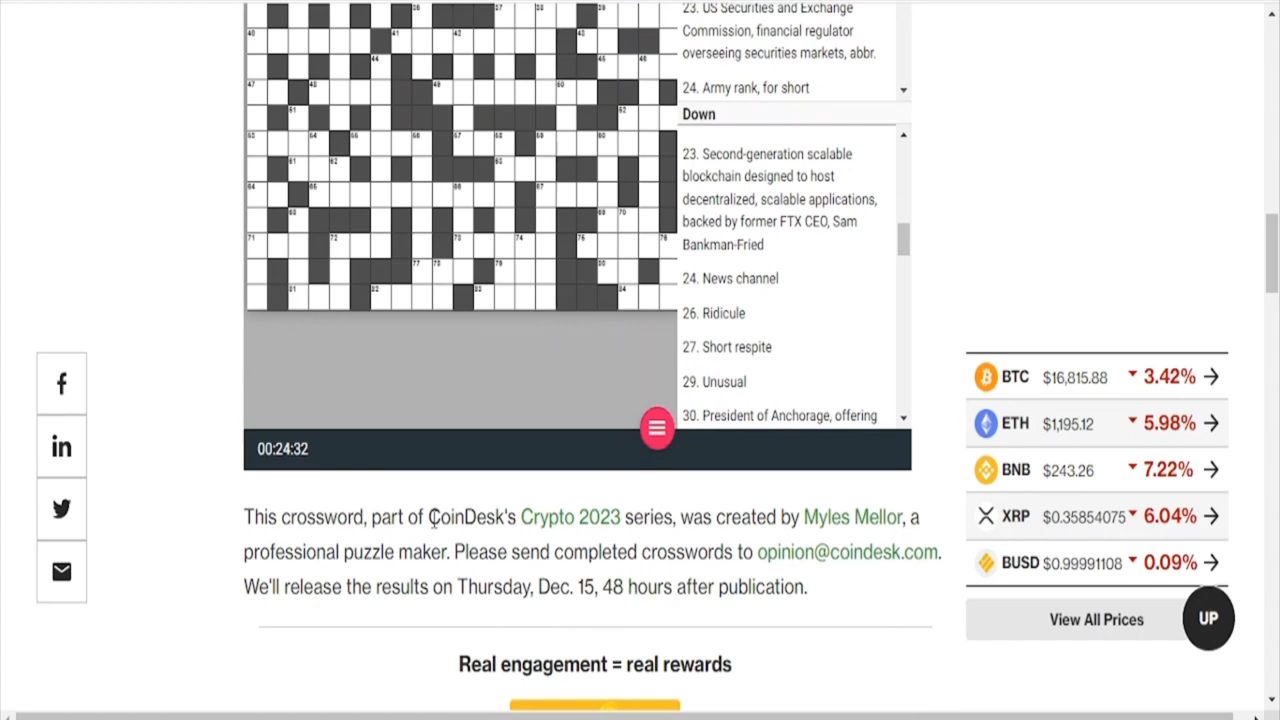 23. US Securities and Exchange
Commission, financial regulator
overseeing securities markets, abbr.
24. Army rank, for short
Down
23. Second-generation scalable
blockchain designed to host
decentralized, scalable applications,
backed by former FTX CEO, Sam
Bankman-Fried
24. News channel
26. Ridicule
27. Short respite
29. Unusual
30. President of Anchorage, offering
00:24:32
This crossword, part of CoinDesk's Crypto 2023 series, was created by Myles Mellor, a
professional puzzle maker. Please send completed crosswords to opinion@coindesk.com.
We'll release the results on Thursday, Dec. 15, 48 hours after publication.
Real engagement = real rewards
BTC $16,815.88 3.42%
ETH $1,195.12 5.98%
BNB $243.26 7.22%
XRP $0.35854075 6.04%
BUSD $0.99991108 0.09%
View All Prices
UP